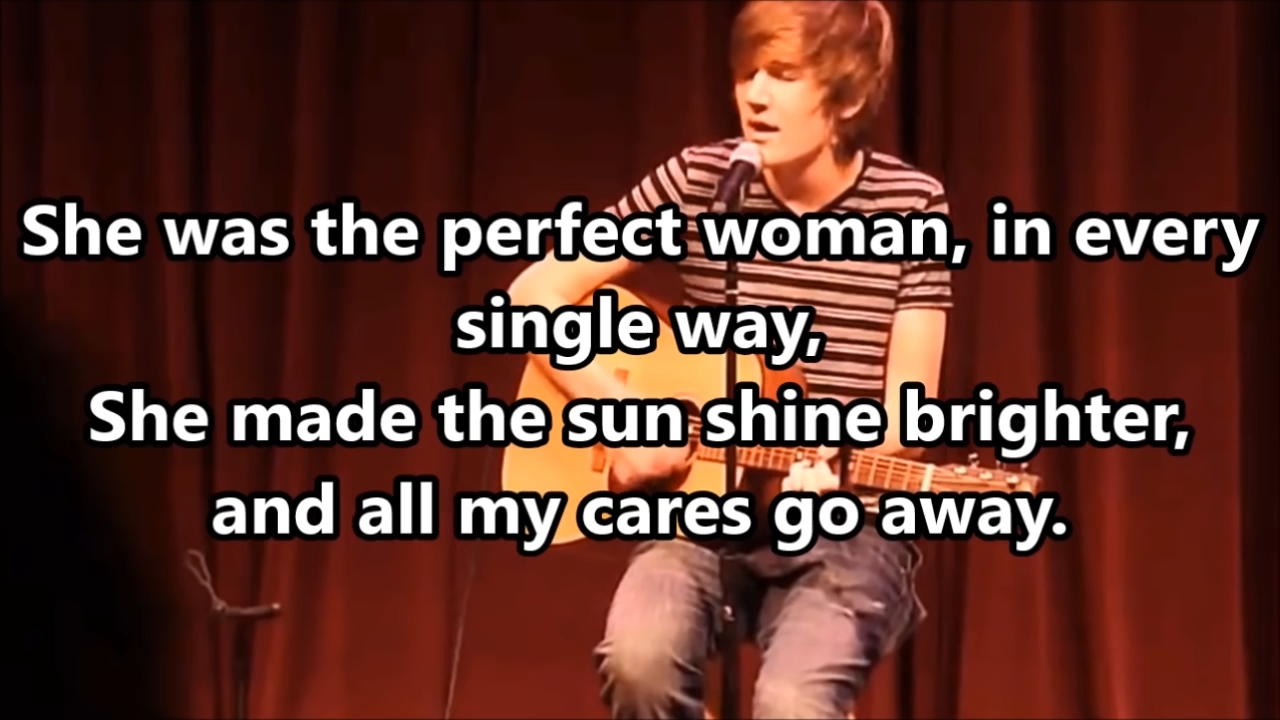 She was the perfect woman, in every
single way,
She made the sun shine brighter,
and all my cares go away.